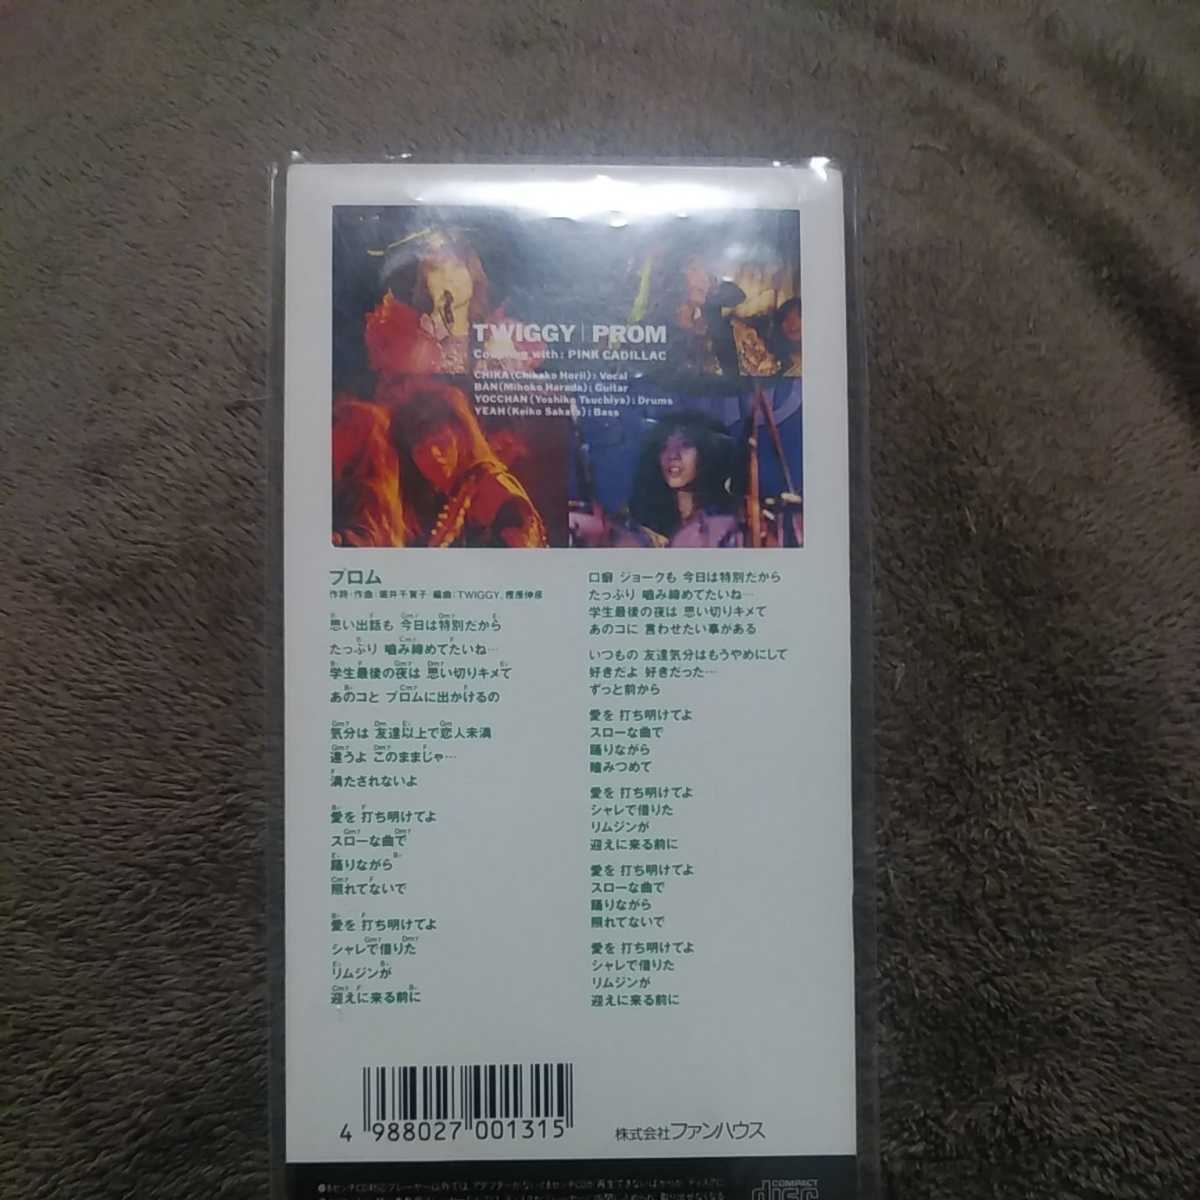 TWIGGY | PROM
Coupling with: PINK CADILLAC
CHIKA (Chikako Horii): Vocal
BAN (Mihoko Harada): Guitar
YOCCHAN (Yoshiko Tsuchiya): Drums
YEAH (Keiko Sakata): Bass
プロム
作詩・作曲:堀井千賀子 編曲:TWIGGY,
思い出話も 今日は特別だから
たっぷり 噛み締めてたいね…
学生最後の夜は 思い切りキメて
あのコと プロムに出かけるの
気分は 友達以上で恋人未満
違うよ このままじゃ…
満たされないよ
愛を 打ち明けてよ
スローな曲で
踊りながら
照れてないで
愛を 打ち明けてよ
シャレで借りた
リムジンが
迎えに来る前に
口癖 ジョークも 今日は特別だから
たっぷり 噛み締めてたいね…
学生最後の夜は 思い切りキメて
あのコに 言わせたい事がある
いつもの 友達気分はもうやめにして
好きだよ 好きだった…
ずっと前から
愛を 打ち明けてよ
スローな曲で
踊りながら
瞳みつめて
愛を 打ち明けてよ
シャレで借りた
リムジンが
迎えに来る前に
愛を 打ち明けてよ
スローな曲で
踊りながら
照れてないで
愛を 打ち明けてよ
シャレで借りた
リムジンが
迎えに来る前に
4 988027 001315
株式会社ファンハウス
COMPACT
disc